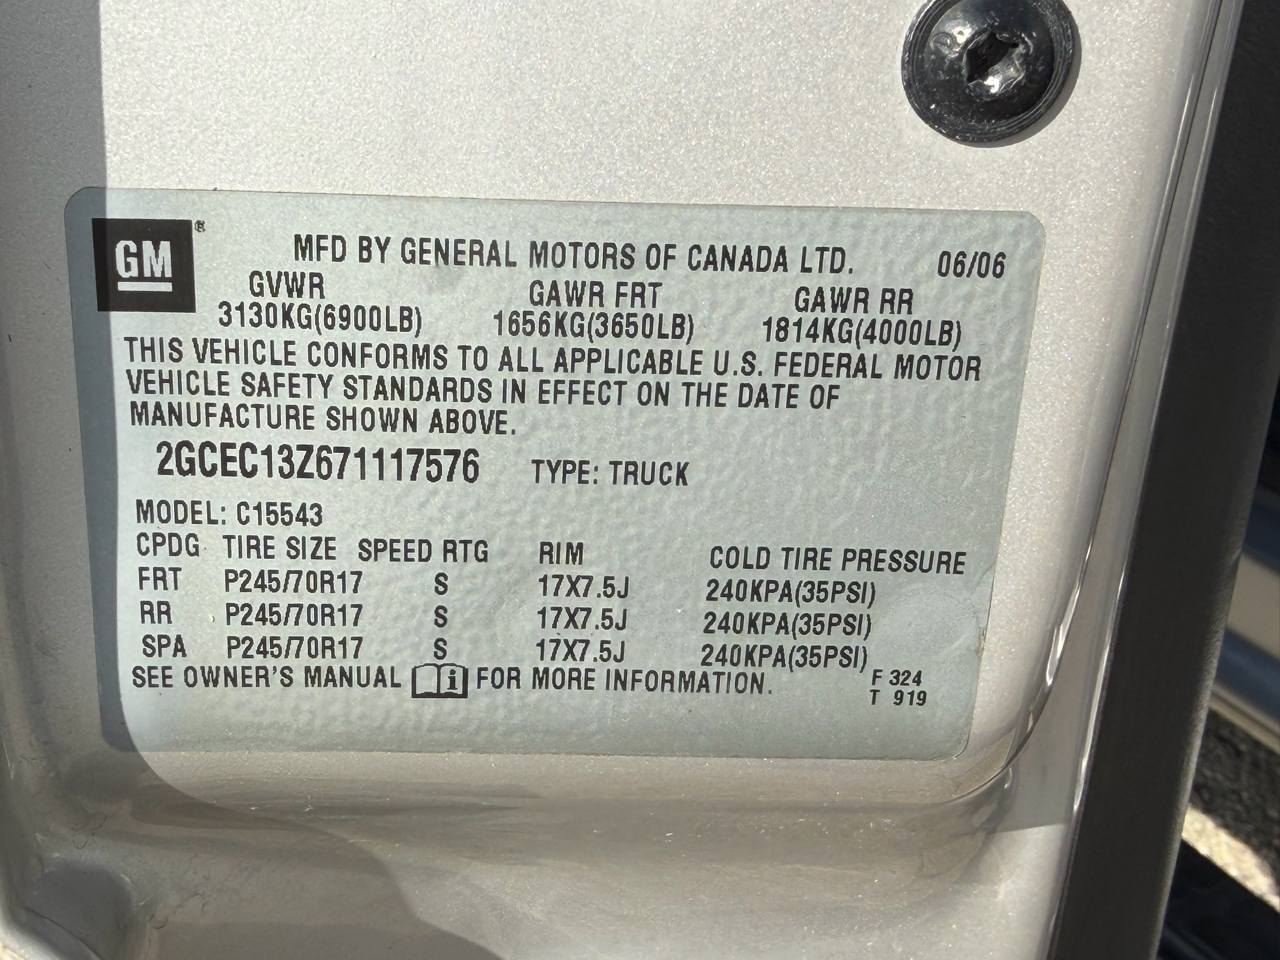 GM®
MFD BY GENERAL MOTORS OF CANADA LTD. 06/06
GVWR GAWR FRT GAWR RR
3130KG(6900LB) 1656KG(3650LB) 1814KG(4000LB)
THIS VEHICLE CONFORMS TO ALL APPLICABLE U.S. FEDERAL MOTOR
VEHICLE SAFETY STANDARDS IN EFFECT ON THE DATE OF
MANUFACTURE SHOWN ABOVE.
2GCEC13Z671117576 TYPE: TRUCK
MODEL: C15543
CPDG TIRE SIZE SPEED RTG RIM COLD TIRE PRESSURE
FRT P245/70R17 S 17X7.5J 240KPA(35PSI)
RR P245/70R17 S 17X7.5J 240KPA(35PSI)
SPA P245/70R17 S 17X7.5J 240KPA(35PSI)
SEE OWNER'S MANUAL i FOR MORE INFORMATION. F 324
T 919